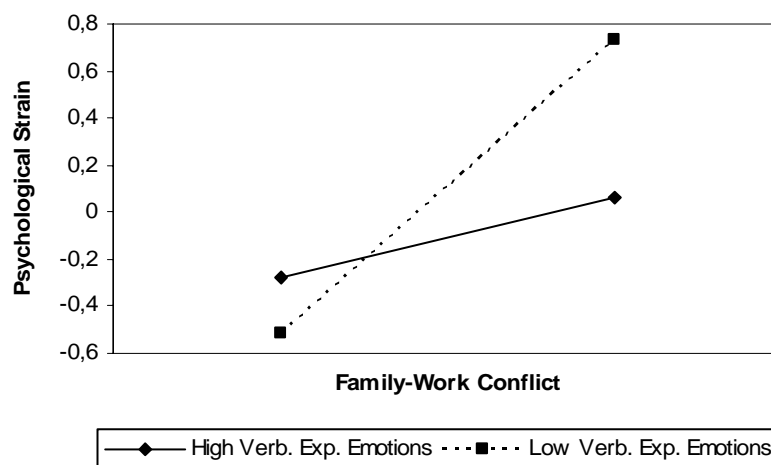 0,8
0,6
0,4
0,2
0
-0,2
-0,4
-0,6
Psychological Strain
Family-Work Conflict
High Verb. Exp. Emotions
Low Verb. Exp. Emotions